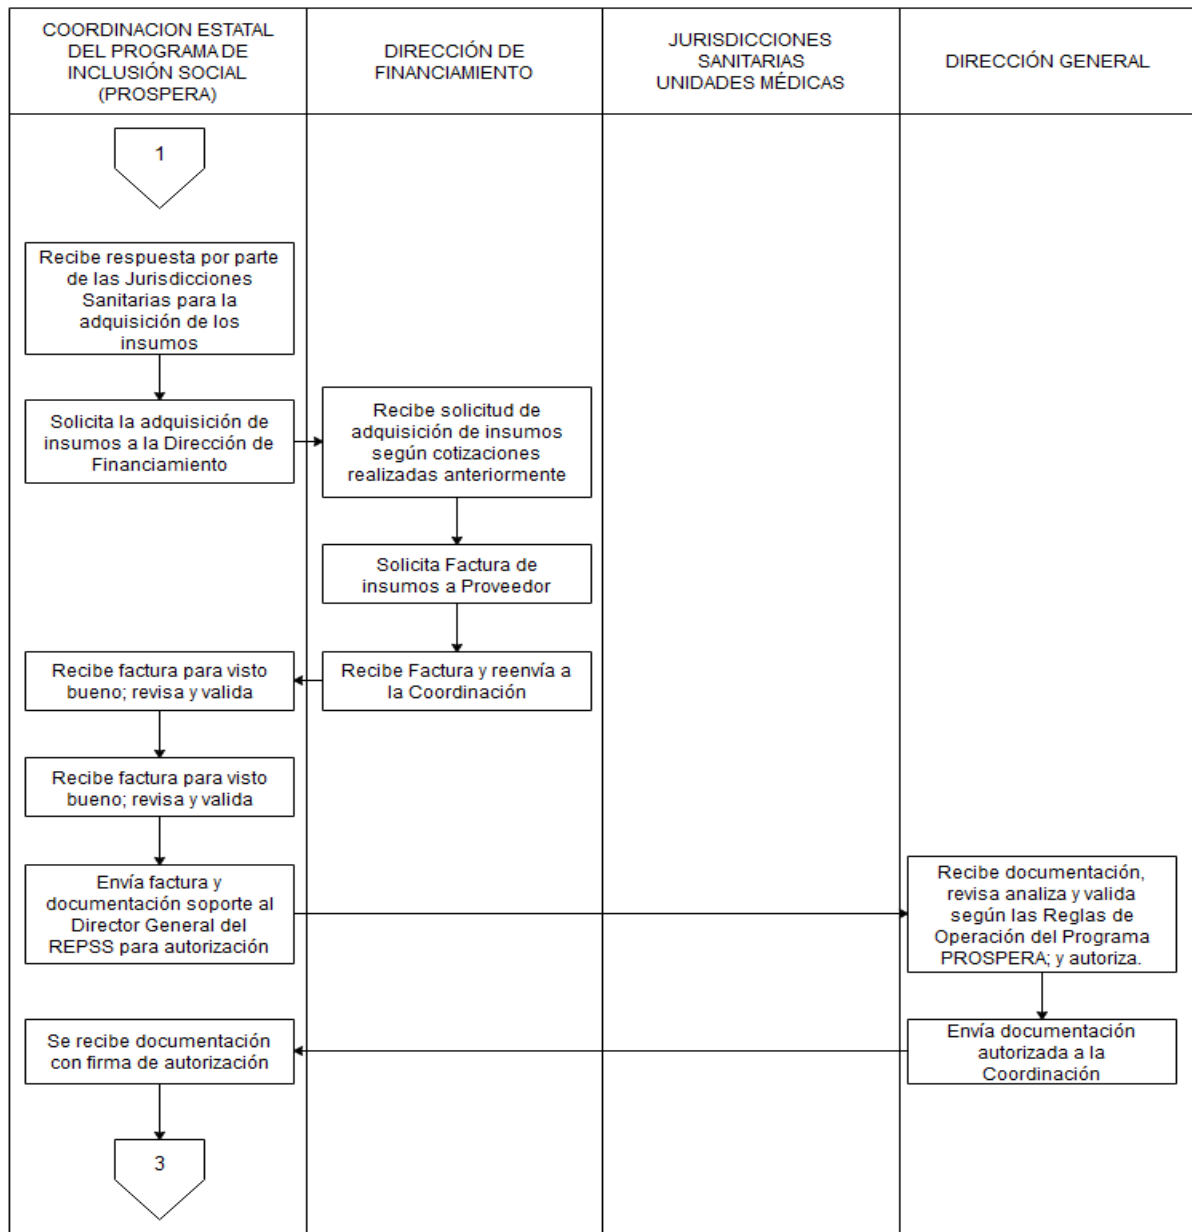 COORDINACION ESTATAL
DEL PROGRAMA DE
INCLUSIÓN SOCIAL
(PROSPERA)
DIRECCIÓN DE
FINANCIAMIENTO
JURISDICCIONES
SANITARIAS
UNIDADES MÉDICAS
DIRECCIÓN GENERAL
1
Recibe respuesta por parte
de las Jurisdicciones
Sanitarias para la
adquisición de los
insumos
Solicita la adquisición de
insumos a la Dirección de
Financiamiento
Recibe solicitud de
adquisición de insumos
según cotizaciones
realizadas anteriormente
Solicita Factura de
insumos a Proveedor
Recibe Factura y reenvía a
la Coordinación
Recibe factura para visto
bueno; revisa y valida
Recibe factura para visto
bueno; revisa y valida
Envía factura y
documentación soporte al
Director General del
REPSS para autorización
Recibe documentación,
revisa analiza y valida
según las Reglas de
Operación del Programa
PROSPERA; y autoriza.
Envía documentación
autorizada a la
Coordinación
Se recibe documentación
con firma de autorización
3